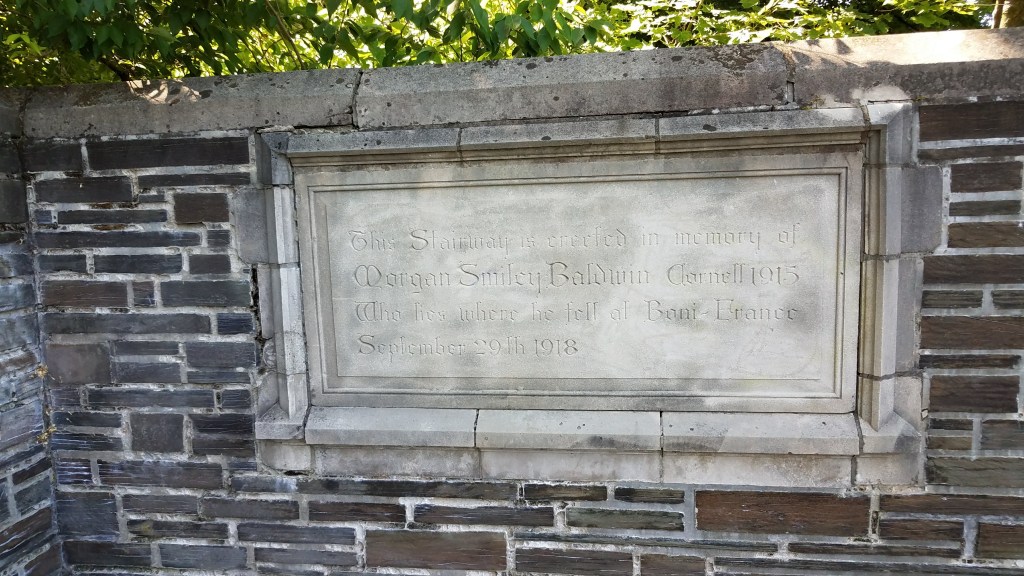 This Stairway is erected in memory of
Morgan Smiley Baldwin Cornell 1915
Who lies where he fell at Boni-France
September 29th 1918